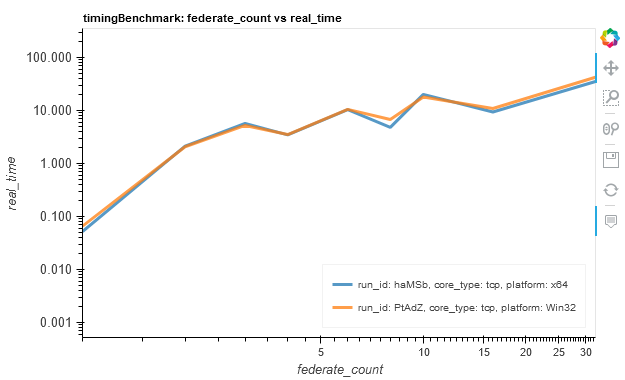 timingBenchmark: federate_count vs real_time
100.000
10.000
1.000
0.100
0.010
0.001
real_time
5
10
15
20
25
30
federate_count
run_id: haMSb, core_type: tcp, platform: x64
run_id: PtAdZ, core_type: tcp, platform: Win32